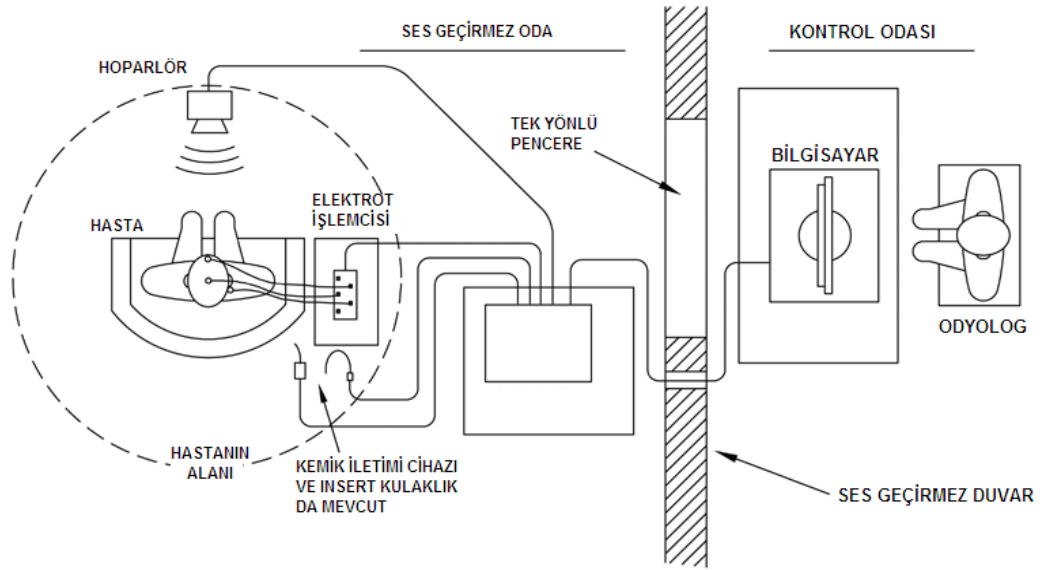 SES GEÇİRMEZ ODA
KONTROL ODASI
HOPARLÖR
TEK YÖNLÜ
PENCERE
BİLGİSAYAR
ELEKTROT
İŞLEMCİSİ
HASTA
ODYOLOG
HASTANIN
ALANI
KEMİK İLETİMİ CİHAZI
VE INSERT KULAKLIK
DA MEVCUT
SES GEÇİRMEZ DUVAR